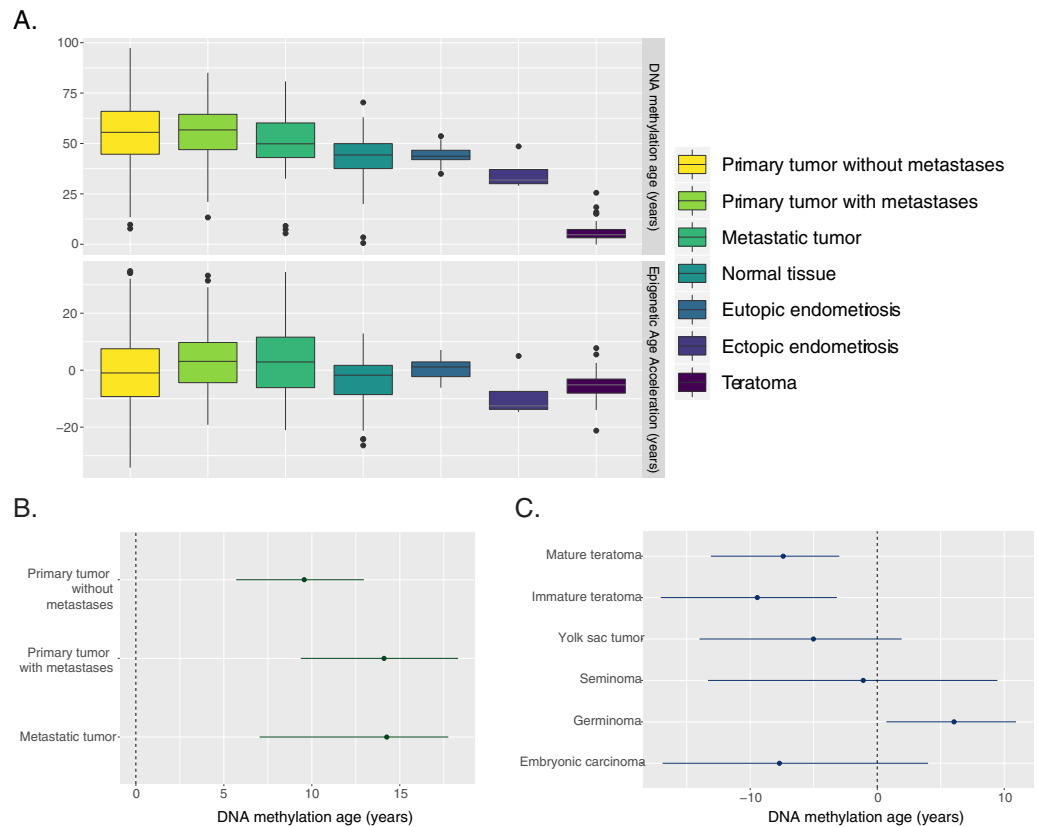 A.
100
75
50
25
0
DNA methylation age (years)
20
0
−20
Epigenetic Age Acceleration (years)
Primary tumor without metastases
Primary tumor with metastases
Metastatic tumor
Normal tissue
Eutopic endometirosis
Ectopic endometirosis
Teratoma
B.
Primary tumor
without
metastases
Primary tumor
with metastases
Metastatic tumor
0 5 10 15
DNA methylation age (years)
C.
Mature teratoma
Immature teratoma
Yolk sac tumor
Seminoma
Germinoma
Embryonic carcinoma
−10 0 10
DNA methylation age (years)